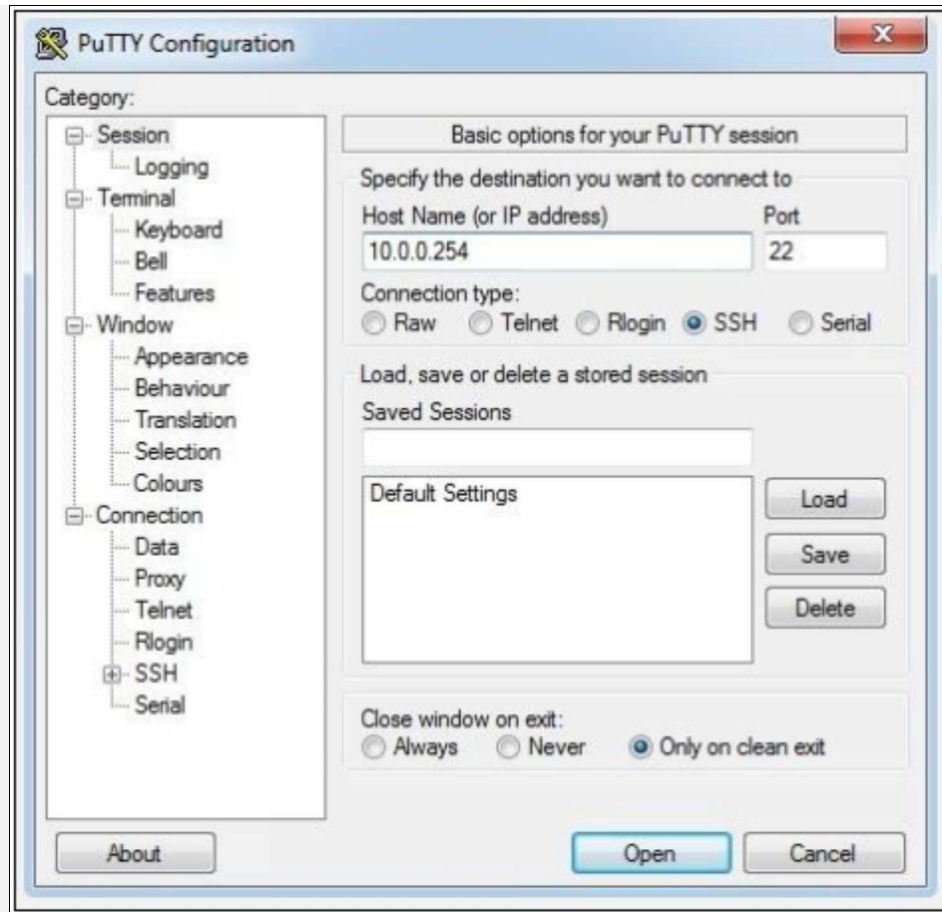 PuTTY Configuration
Category:
Session
Logging
Terminal
Keyboard
Bell
Features
Window
Appearance
Behaviour
Translation
Selection
Colours
Connection
Data
Proxy
Telnet
Rlogin
SSH
Serial
Basic options for your PuTTY session
Specify the destination you want to connect to
Host Name (or IP address) Port
10.0.0.254 22
Connection type:
Raw Telnet Rlogin SSH Serial
Load, save or delete a stored session
Saved Sessions
Default Settings
Load
Save
Delete
Close window on exit:
Always Never Only on clean exit
About Open Cancel